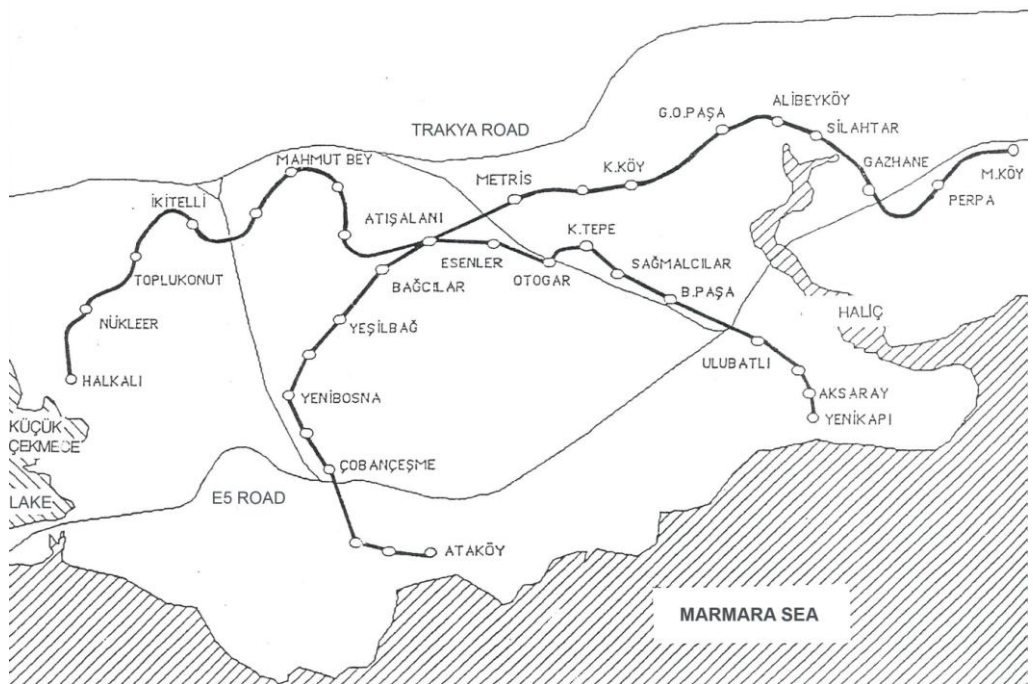 TRAKYA ROAD
G.O.PAŞA
ALİBEYKÖY
SİLAHTAR
GAZHANE
M.KÖY
PERPA
MAHMUT BEY
METRİS
K.KÖY
İKİTELLİ
ATIŞALANI
K.TEPE
ESENLER
OTOGAR
SAĞMALCILAR
B.PAŞA
TOPLUKONUT
BAĞCILAR
NÜKLEER
YEŞİLBAĞ
HALİÇ
ULUBATLI
HALKALI
YENİBOSNA
AKSARAY
YENİKAPI
KÜÇÜK
ÇEKMECE
LAKE
ÇOBANÇEŞME
E5 ROAD
ATAKÖY
MARMARA SEA